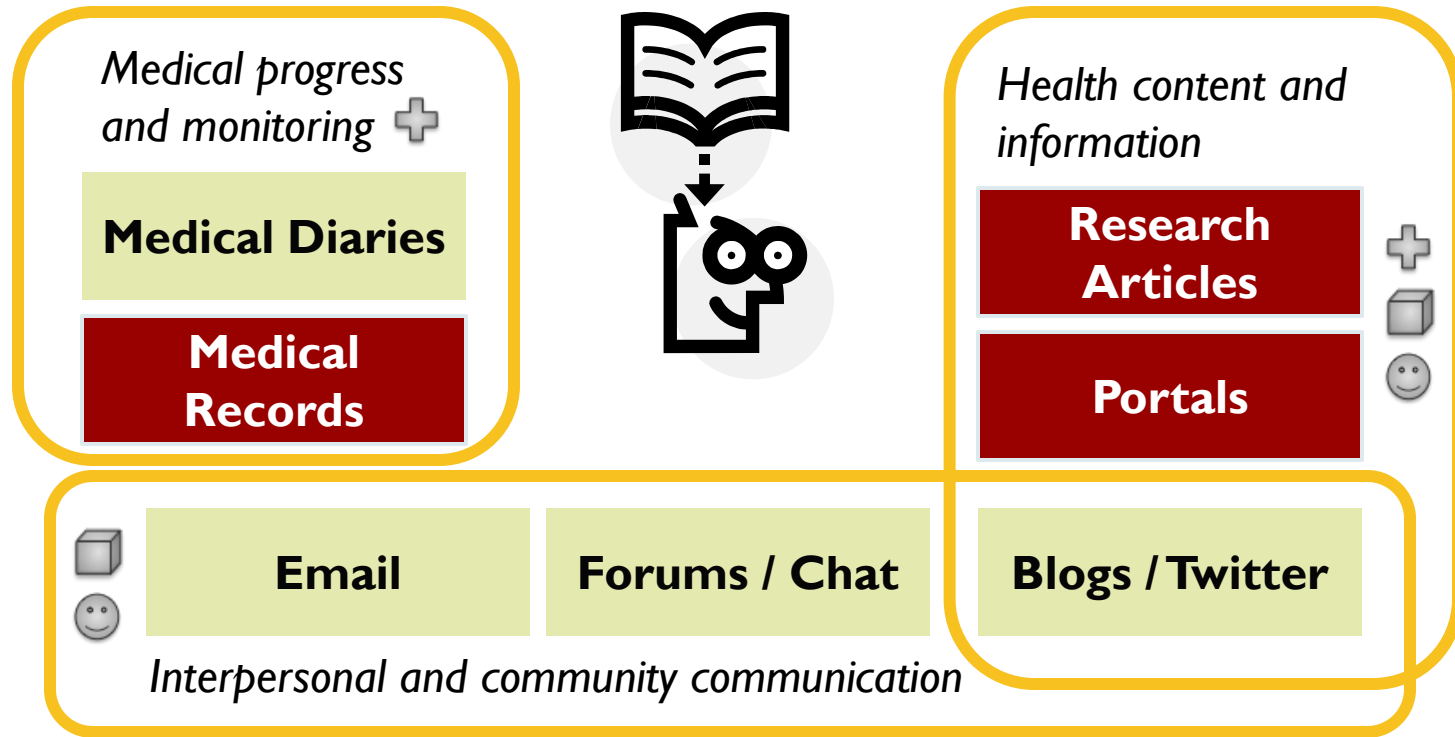 Medical progress
and monitoring
Medical Diaries
Medical
Records
Health content and
information
Research
Articles
Portals
Email
Forums / Chat
Blogs / Twitter
Interpersonal and community communication